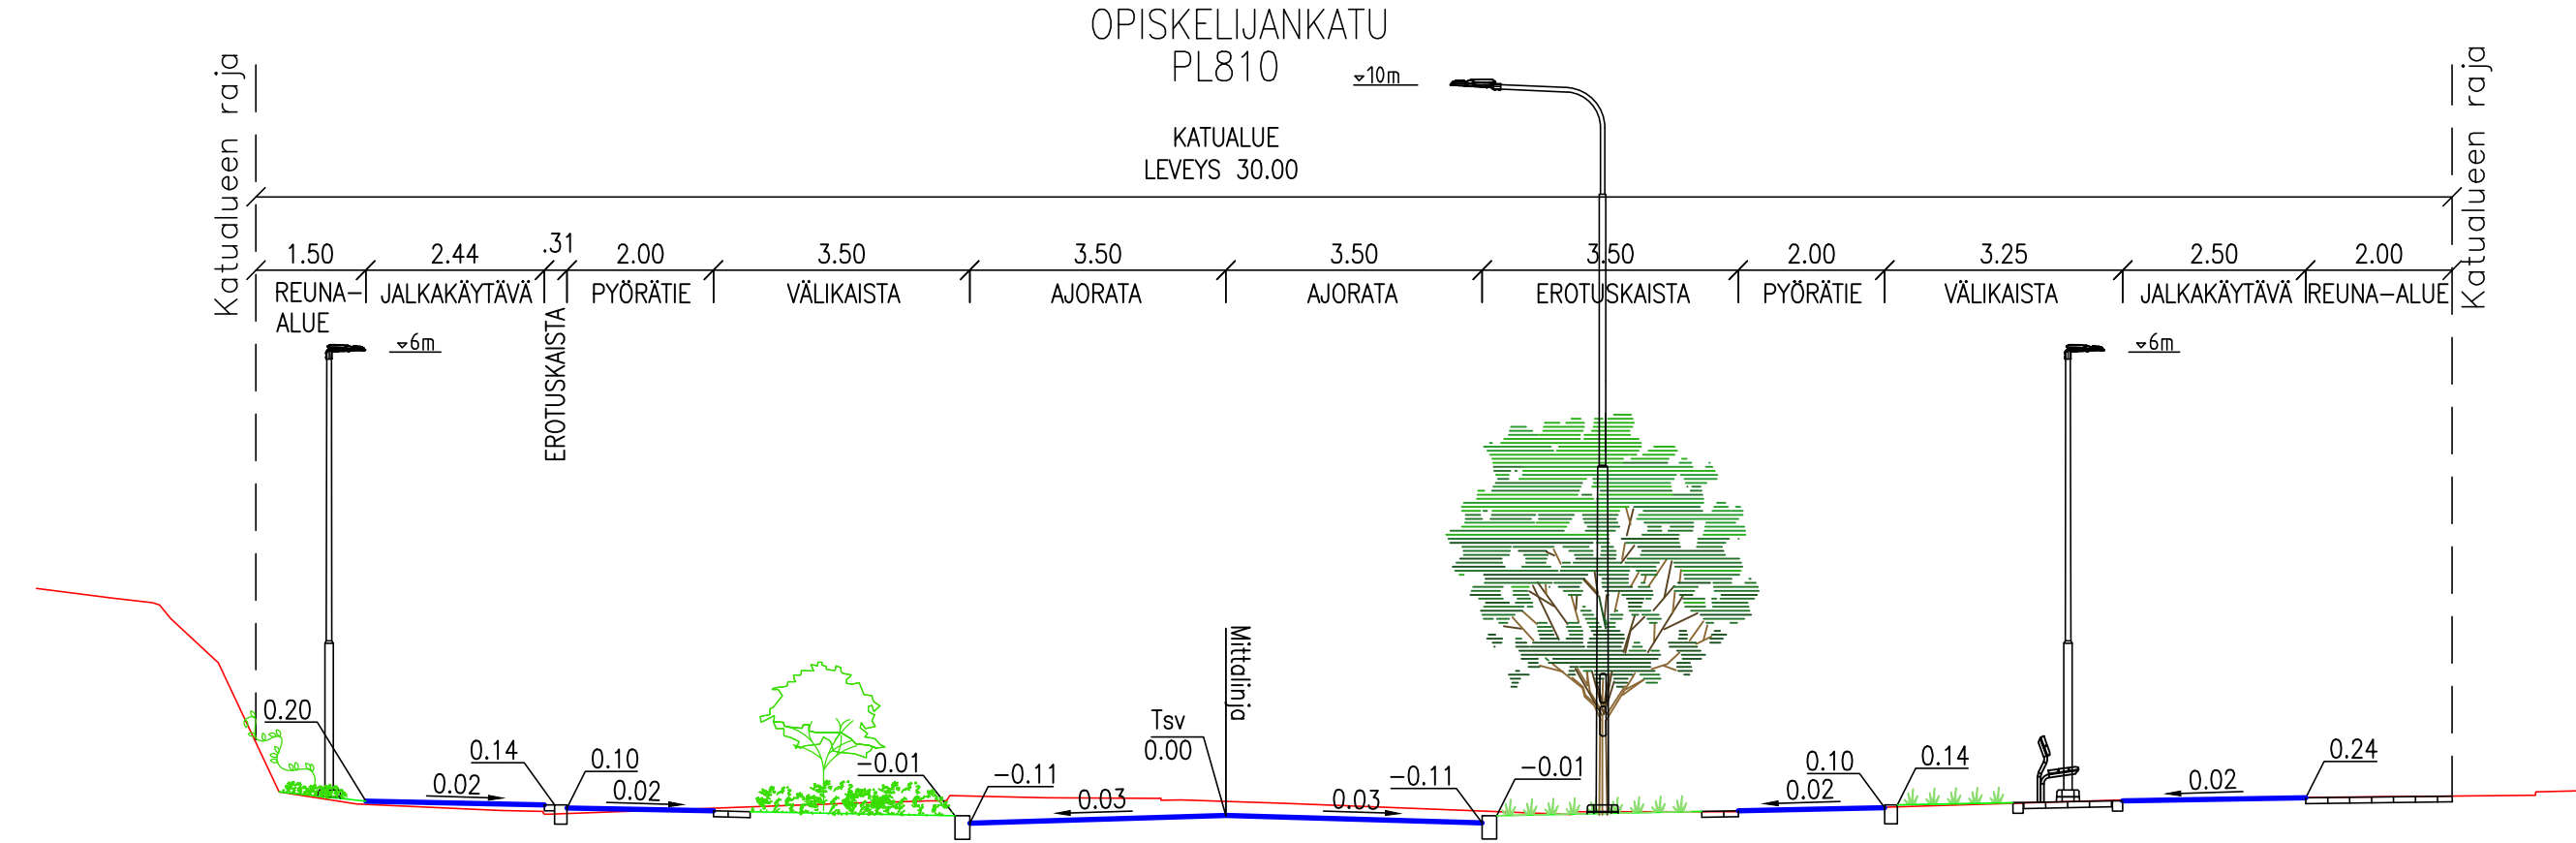 OPISKELIJANKATU
PL810
10m
Katualueen raja
Katualueen raja
KATUALUE
LEVEYS 30.00
1.50
2.44
.31
2.00
3.50
3.50
3.50
3.50
2.00
3.25
2.50
2.00
REUNA-
ALUE
JALKAKÄYTÄVÄ
EROTUSKAISTA
PYÖRÄTIE
VÄLIKAISTA
AJORATA
AJORATA
EROTUSKAISTA
PYÖRÄTIE
VÄLIKAISTA
JALKAKÄYTÄVÄ
REUNA-ALUE
6m
6m
Mittalinja
Tsv
0.00
0.20
0.14
0.10
-0.01
-0.11
-0.11
-0.01
0.10
0.14
0.24
0.02
0.02
0.03
0.03
0.02
0.02